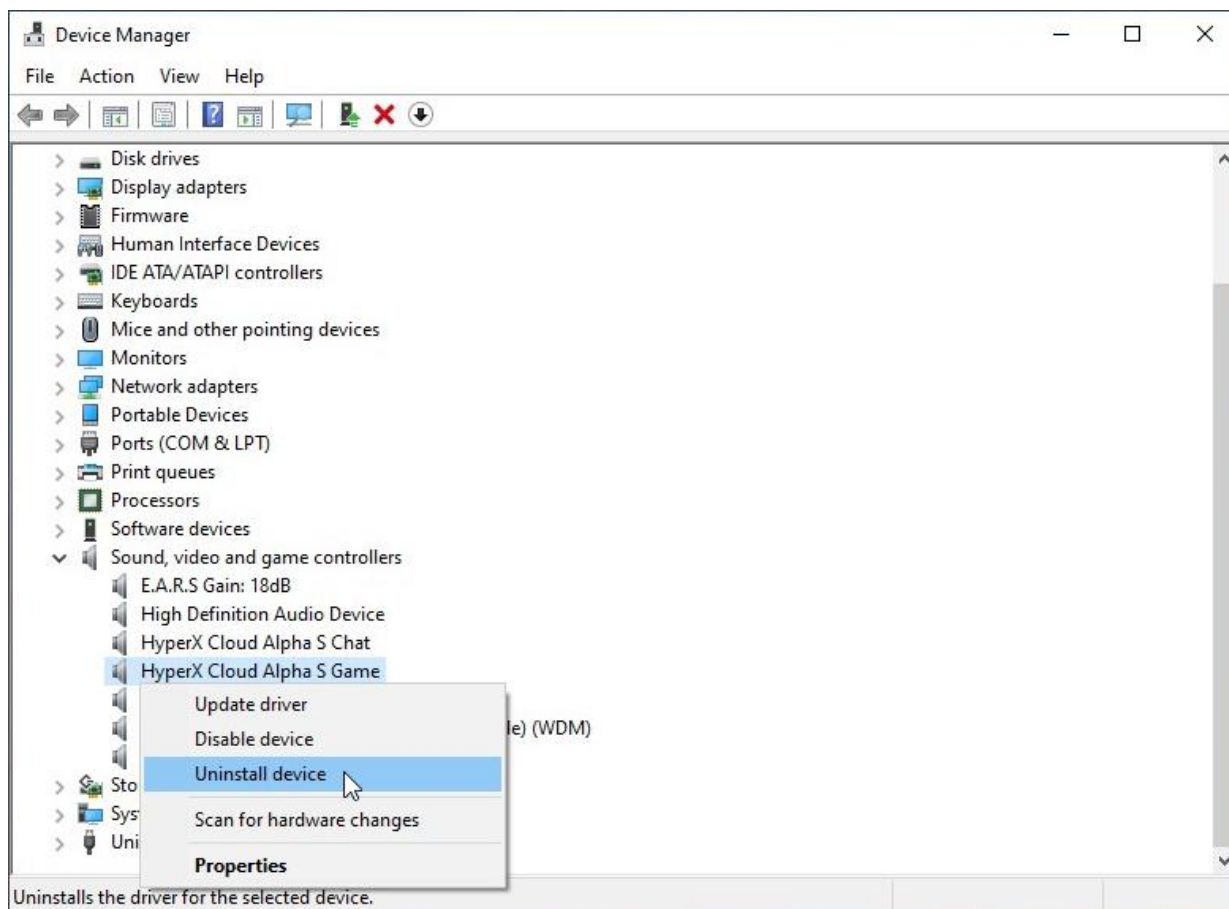 Device Manager
File Action View Help
Disk drives
Display adapters
Firmware
Human Interface Devices
IDE ATA/ATAPI controllers
Keyboards
Mice and other pointing devices
Monitors
Network adapters
Portable Devices
Ports (COM & LPT)
Print queues
Processors
Software devices
Sound, video and game controllers
E.A.R.S Gain: 18dB
High Definition Audio Device
HyperX Cloud Alpha S Chat
HyperX Cloud Alpha S Game
Update driver
le) (WDM)
Disable device
Uninstall device
Sto
Sys
Scan for hardware changes
Uni
Properties
Uninstalls the driver for the selected device.